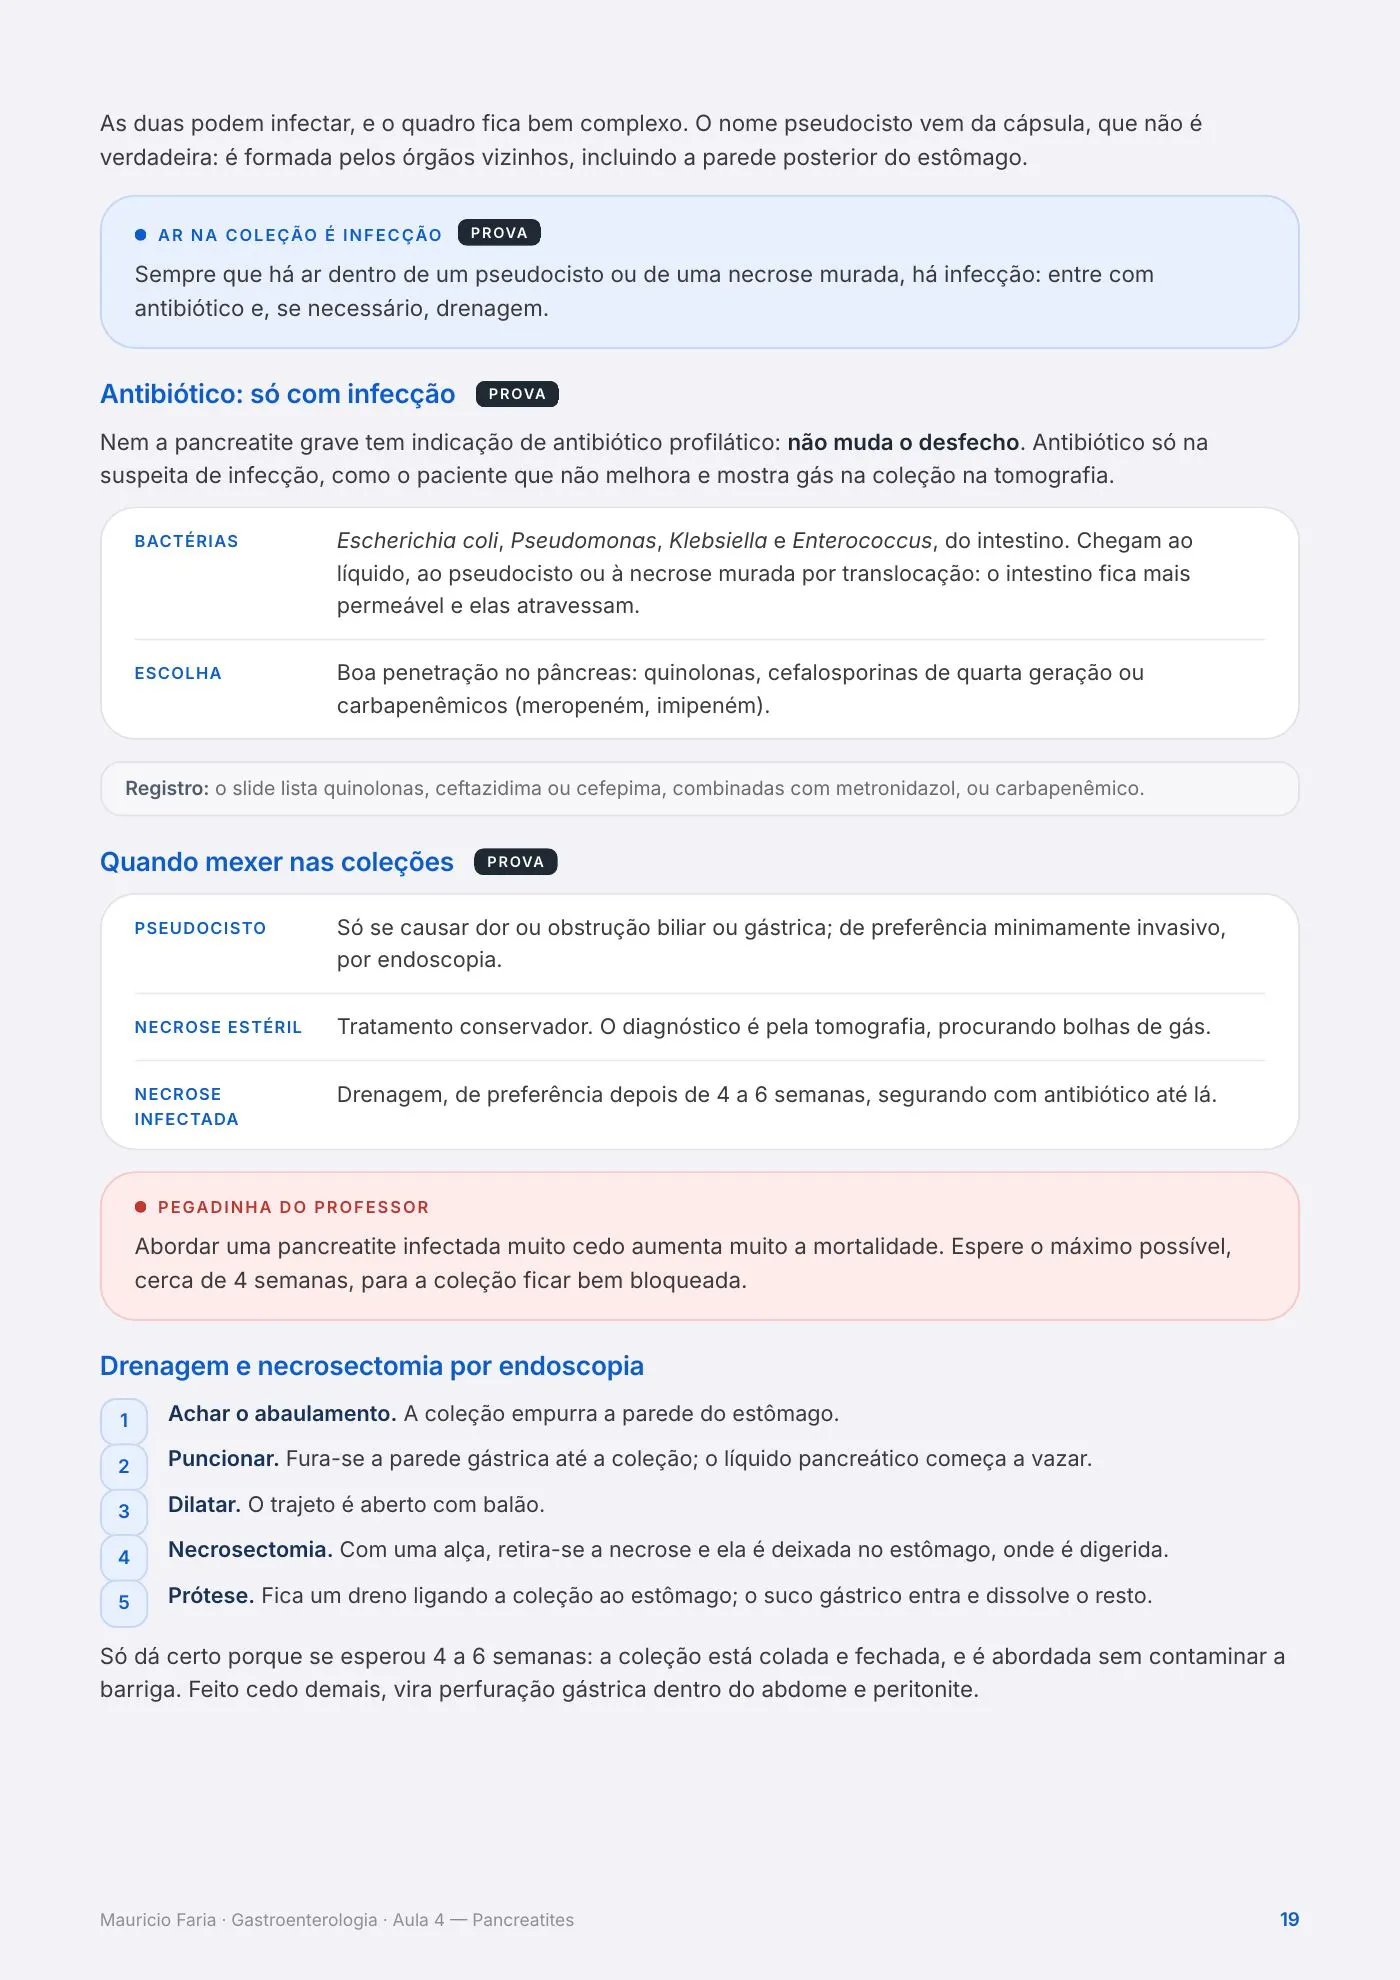 As duas podem infectar, e o quadro fica bem complexo. O nome pseudocisto vem da cápsula, que não é
verdadeira: é formada pelos órgãos vizinhos, incluindo a parede posterior do estômago.
AR NA COLEÇÃO É INFECÇÃO PROVA
Sempre que há ar dentro de um pseudocisto ou de uma necrose murada, há infecção: entre com
antibiótico e, se necessário, drenagem.
Antibiótico: só com infecção PROVA
Nem a pancreatite grave tem indicação de antibiótico profilático: não muda o desfecho. Antibiótico só na
suspeita de infecção, como o paciente que não melhora e mostra gás na coleção na tomografia.
BACTÉRIAS Escherichia coli, Pseudomonas, Klebsiella e Enterococcus, do intestino. Chegam ao
líquido, ao pseudocisto ou à necrose murada por translocação: o intestino fica mais
permeável e elas atravessam.
ESCOLHA Boa penetração no pâncreas: quinolonas, cefalosporinas de quarta geração ou
carbapenêmicos (meropeném, imipeném).
Registro: o slide lista quinolonas, ceftazidima ou cefepima, combinadas com metronidazol, ou carbapenêmico.
Quando mexer nas coleções PROVA
PSEUDOCISTO Só se causar dor ou obstrução biliar ou gástrica; de preferência minimamente invasivo,
por endoscopia.
NECROSE ESTÉRIL Tratamento conservador. O diagnóstico é pela tomografia, procurando bolhas de gás.
NECROSE INFECTADA Drenagem, de preferência depois de 4 a 6 semanas, segurando com antibiótico até lá.
PEGADINHA DO PROFESSOR
Abordar uma pancreatite infectada muito cedo aumenta muito a mortalidade. Espere o máximo possível,
cerca de 4 semanas, para a coleção ficar bem bloqueada.
Drenagem e necrosectomia por endoscopia
1 Achar o abaulamento. A coleção empurra a parede do estômago.
2 Puncionar. Fura-se a parede gástrica até a coleção; o líquido pancreático começa a vazar.
3 Dilatar. O trajeto é aberto com balão.
4 Necrosectomia. Com uma alça, retira-se a necrose e ela é deixada no estômago, onde é digerida.
5 Prótese. Fica um dreno ligando a coleção ao estômago; o suco gástrico entra e dissolve o resto.
Só dá certo porque se esperou 4 a 6 semanas: a coleção está colada e fechada, e é abordada sem contaminar a
barriga. Feito cedo demais, vira perfuração gástrica dentro do abdome e peritonite.
Mauricio Faria · Gastroenterologia · Aula 4 — Pancreatites 19